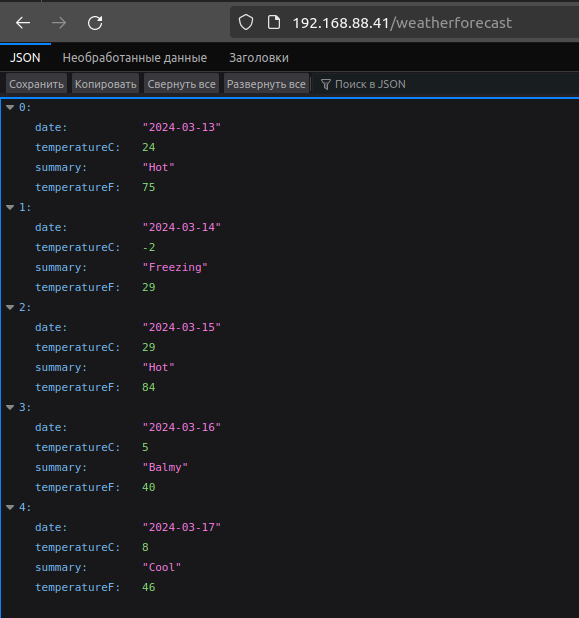 192.168.88.41/weatherforecast
JSON Необработанные данные Заголовки
Сохранить Копировать Свернуть все Развернуть все Поиск в JSON
0:
date: "2024-03-13"
temperatureC: 24
summary: "Hot"
temperatureF: 75
1:
date: "2024-03-14"
temperatureC: -2
summary: "Freezing"
temperatureF: 29
2:
date: "2024-03-15"
temperatureC: 29
summary: "Hot"
temperatureF: 84
3:
date: "2024-03-16"
temperatureC: 5
summary: "Balmy"
temperatureF: 40
4:
date: "2024-03-17"
temperatureC: 8
summary: "Cool"
temperatureF: 46